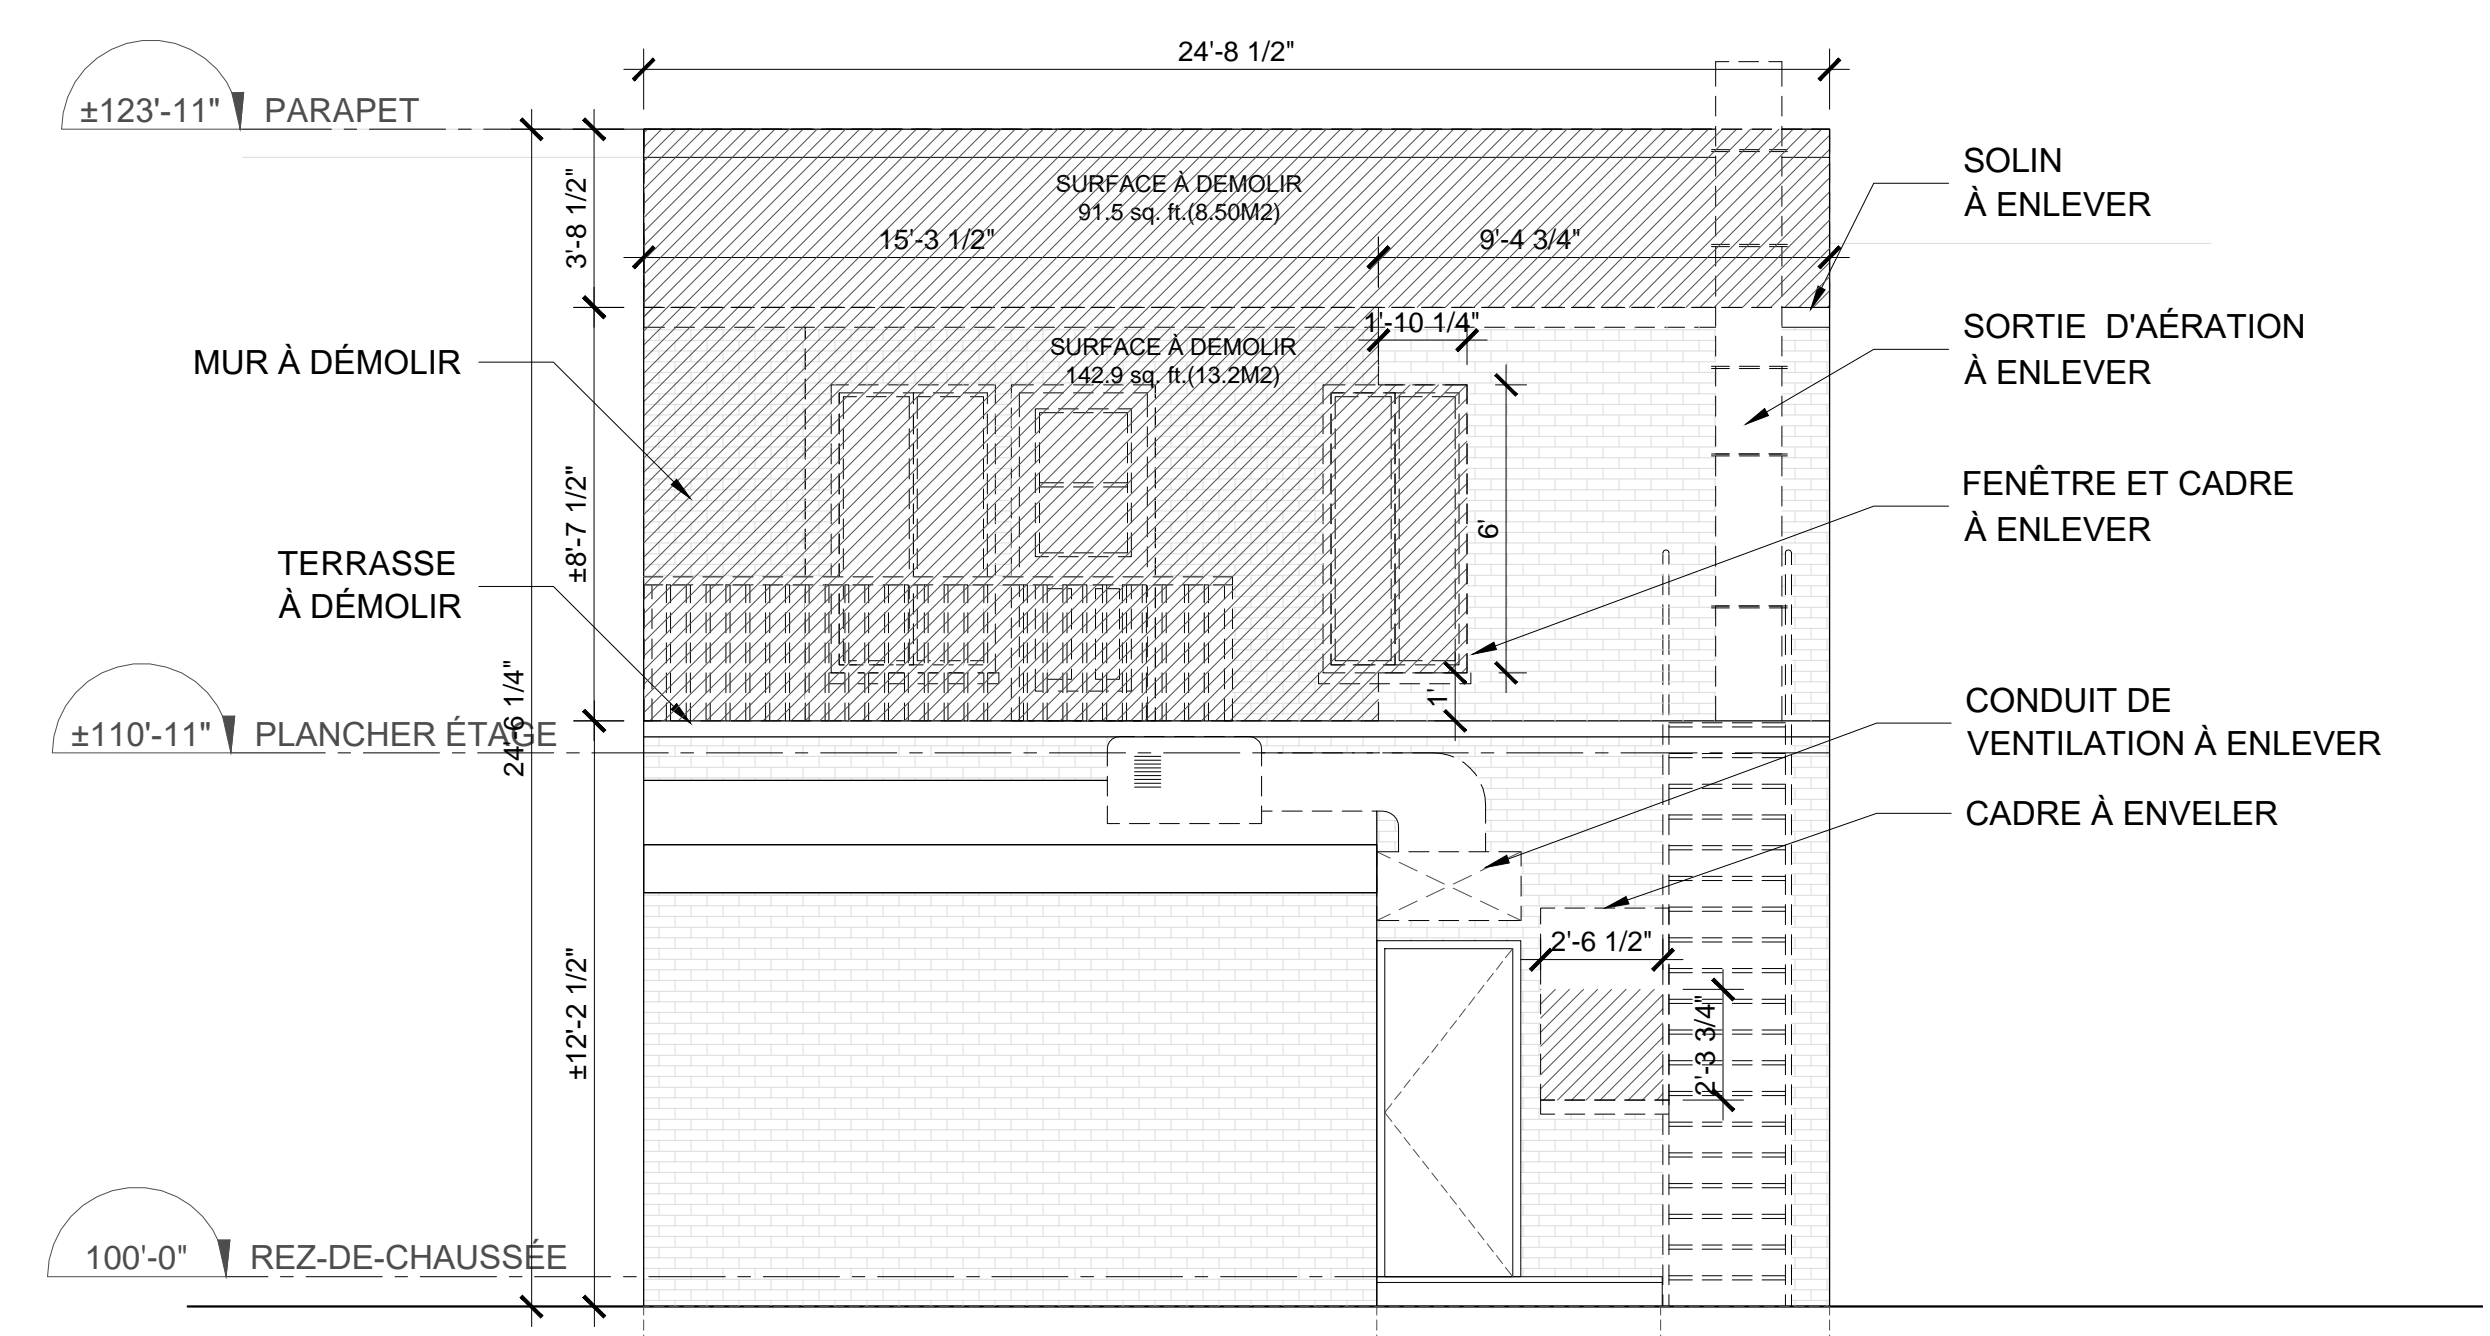 24'-8 1/2"
±123'-11" PARAPET
SOLIN
À ENLEVER
SURFACE À DEMOLIR
91.5 sq. ft.(8.50M2)
3'-8 1/2"
15'-3 1/2"
9'-4 3/4"
1'-10 1/4"
SORTIE D'AÉRATION
À ENLEVER
MUR À DÉMOLIR
SURFACE À DEMOLIR
142.9 sq. ft.(13.2M2)
FENÊTRE ET CADRE
À ENLEVER
±8'-7 1/2"
6'
TERRASSE
À DÉMOLIR
1'
24'-6 1/4"
±110'-11" PLANCHER ÉTAGE
CONDUIT DE
VENTILATION À ENLEVER
CADRE À ENVELER
2'-6 1/2"
±12'-2 1/2"
2'-3 3/4"
100'-0" REZ-DE-CHAUSSÉE